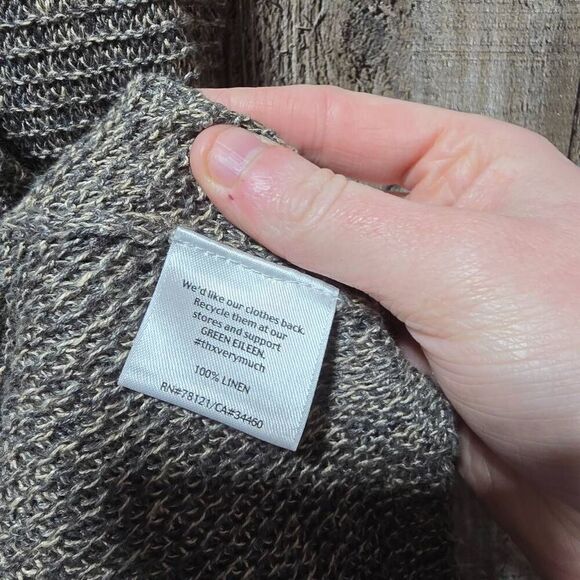 We'd like our clothes back.
Recycle them at our
stores and support
GREEN EILEEN.
#thxverymuch
100% LINEN
RN#78121/CA#34460